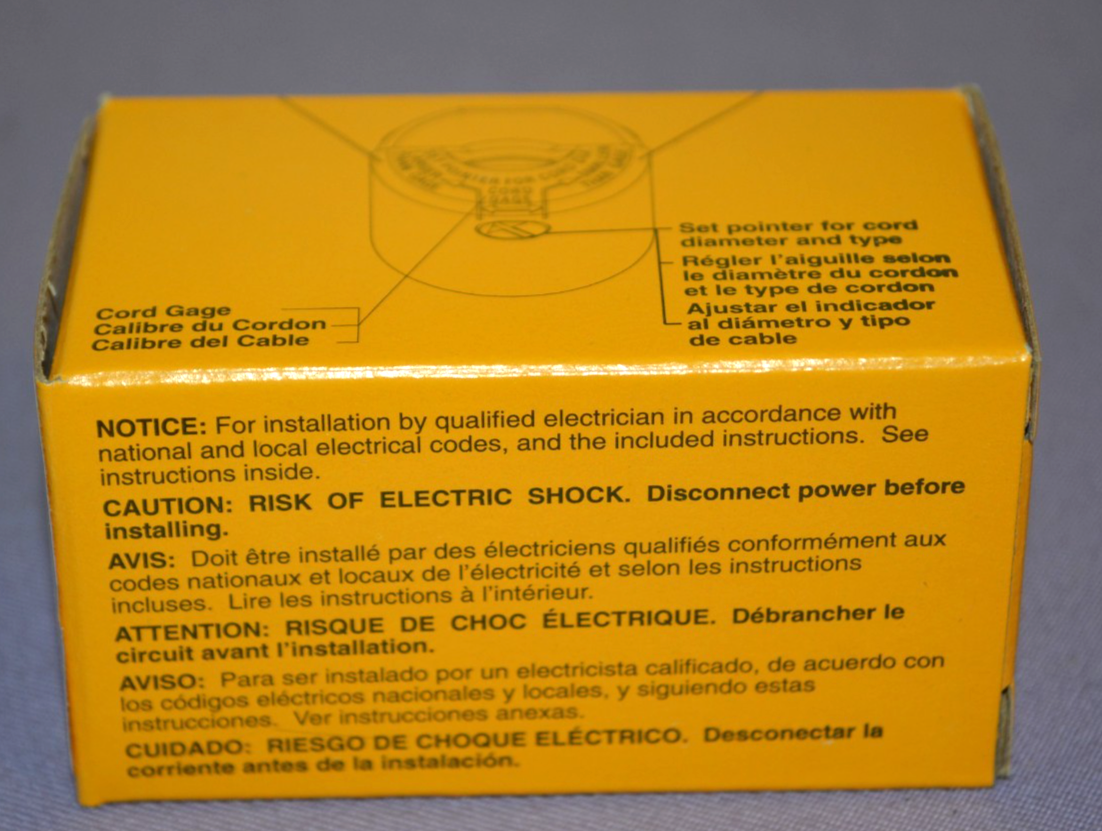 CORD
GAGE
Set pointer for cord
diameter and type
Régler l'aiguille selon
le diamètre du cordon
et le type de cordon
Ajustar el indicador
al diámetro y tipo
de cable
Cord Gage
Calibre du Cordon
Calibre del Cable
NOTICE: For installation by qualified electrician in accordance with
national and local electrical codes, and the included instructions. See
instructions inside.
CAUTION: RISK OF ELECTRIC SHOCK. Disconnect power before
installing.
AVIS: Doit être installé par des électriciens qualifiés conformément aux
codes nationaux et locaux de l'électricité et selon les instructions
incluses. Lire les instructions à l'intérieur.
ATTENTION: RISQUE DE CHOC ÉLECTRIQUE. Débrancher le
circuit avant l'installation.
AVISO: Para ser instalado por un electricista calificado, de acuerdo con
los códigos eléctricos nacionales y locales, y siguiendo estas
instrucciones. Ver instrucciones anexas.
CUIDADO: RIESGO DE CHOQUE ELÉCTRICO. Desconectar la
corriente antes de la instalación.